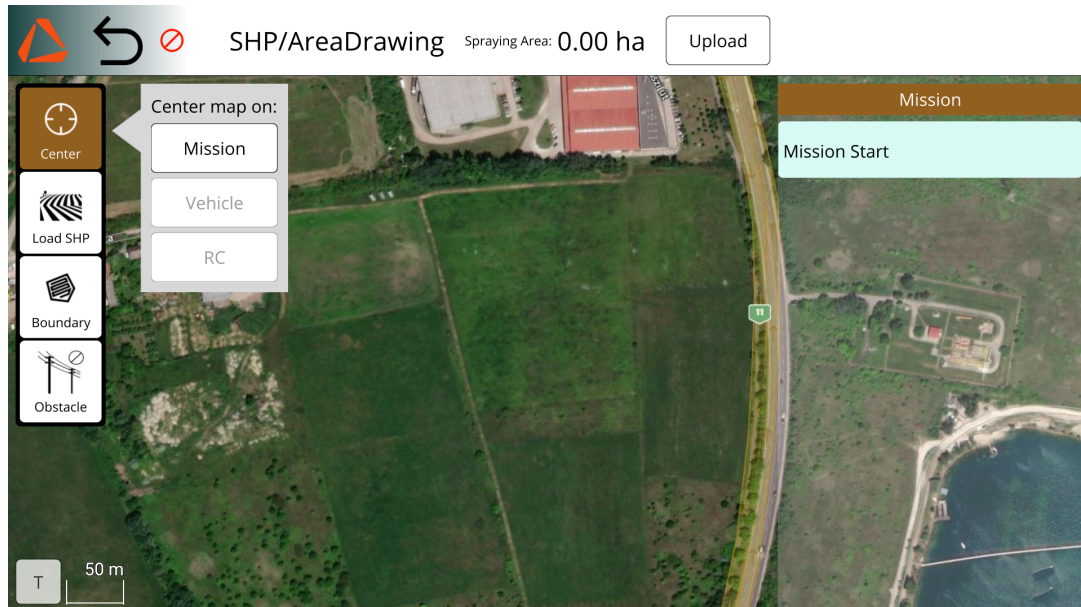 SHP/AreaDrawing
Spraying Area: 0.00 ha
Upload
Center
Load SHP
Boundary
Obstacle
Center map on:
Mission
Vehicle
RC
Mission
Mission Start
11
T
50 m